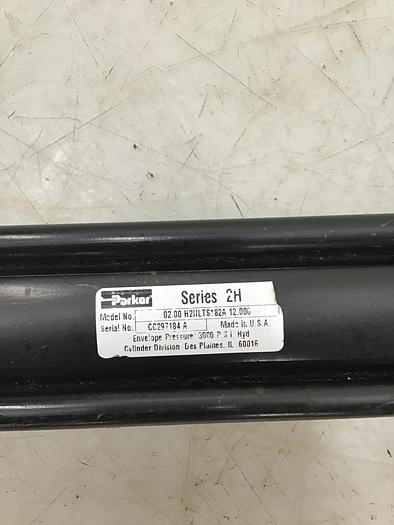 Parker Series 2H
Model No. 02.00 H2HLTS182A 12.000
Serial No. CC297184 A Made in U.S.A.
Envelope Pressure 3000 P.S.I. Hyd
Cylinder Division Des Plaines, IL 60016